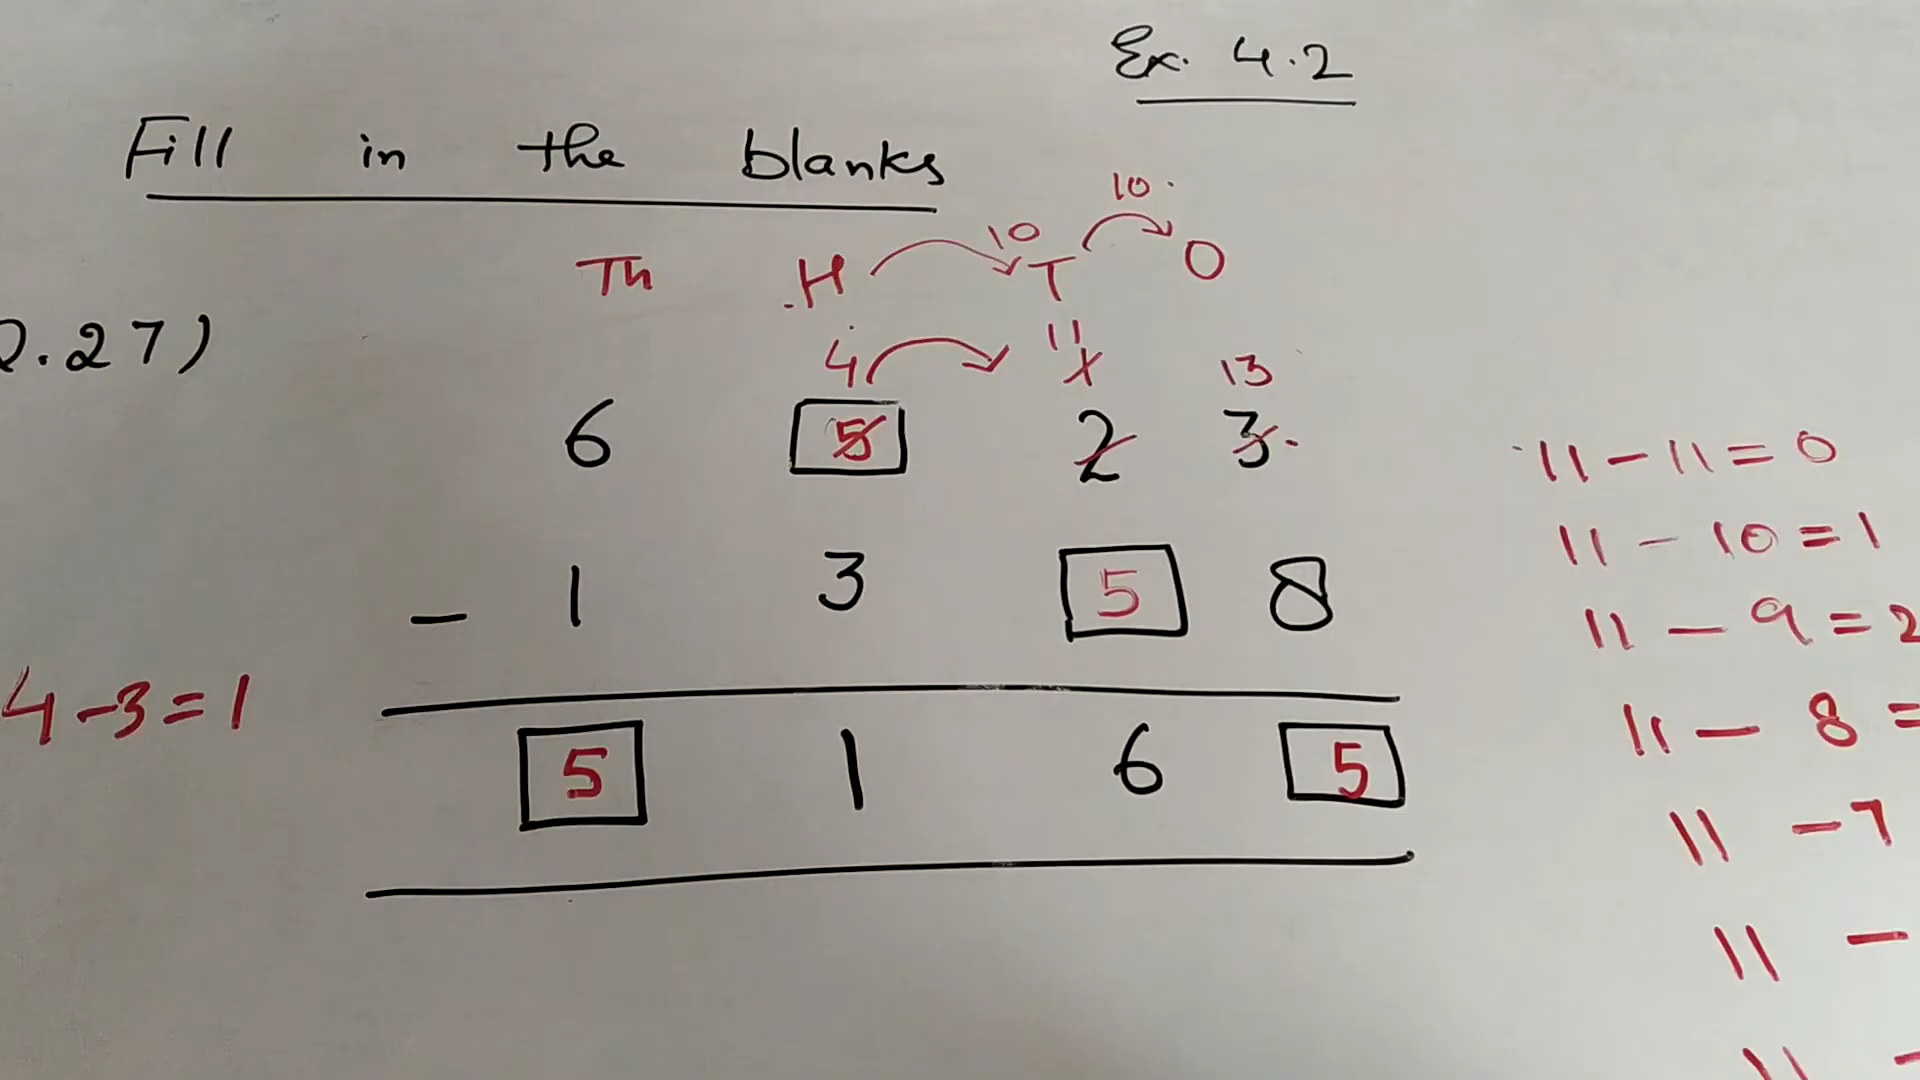 Ex. 4.2
Fill in the blanks
10 10
Th H T O
Q.27)
4 11 1 13
6 5 2 3
- 1 3 5 8
5 1 6 5
4-3=1
11-11=0
11-10=1
11-9=2
11-8=
11-7
11-
11-